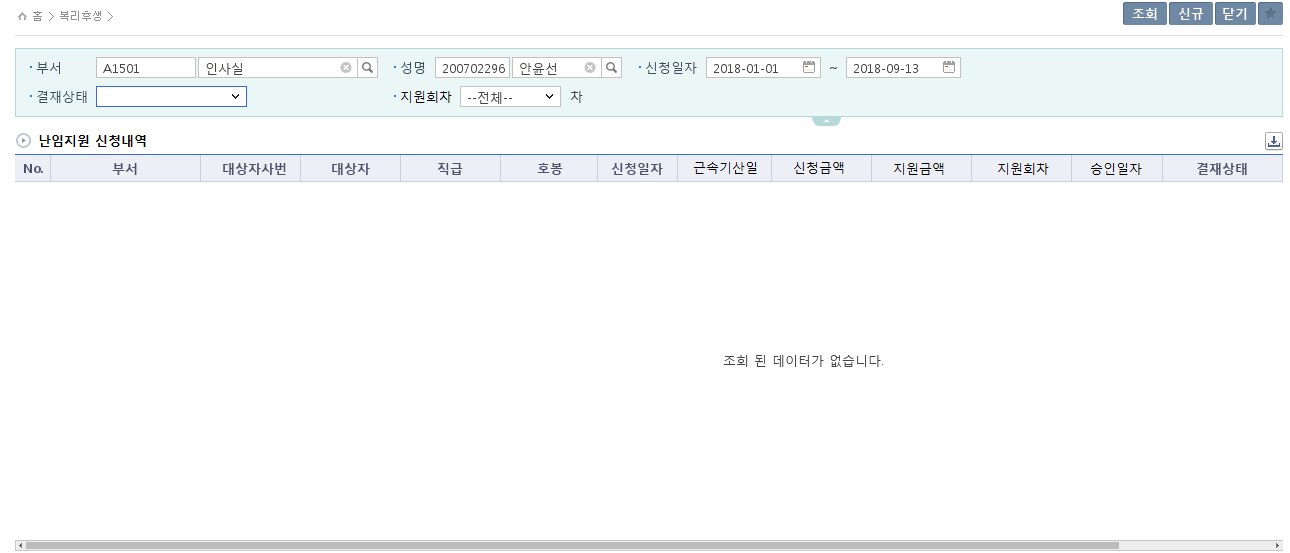 홈 > 복리후생 >
조회 신규 닫기
부서 A1501 인사실 성명 200702296 안윤선 신청일자 2018-01-01 ~ 2018-09-13
결재상태 지원회차 --전체-- 차
난임지원 신청내역
No. 부서 대상자사번 대상자 직급 호봉 신청일자 근속기산일 신청금액 지원금액 지원회차 승인일자 결재상태
조회 된 데이터가 없습니다.